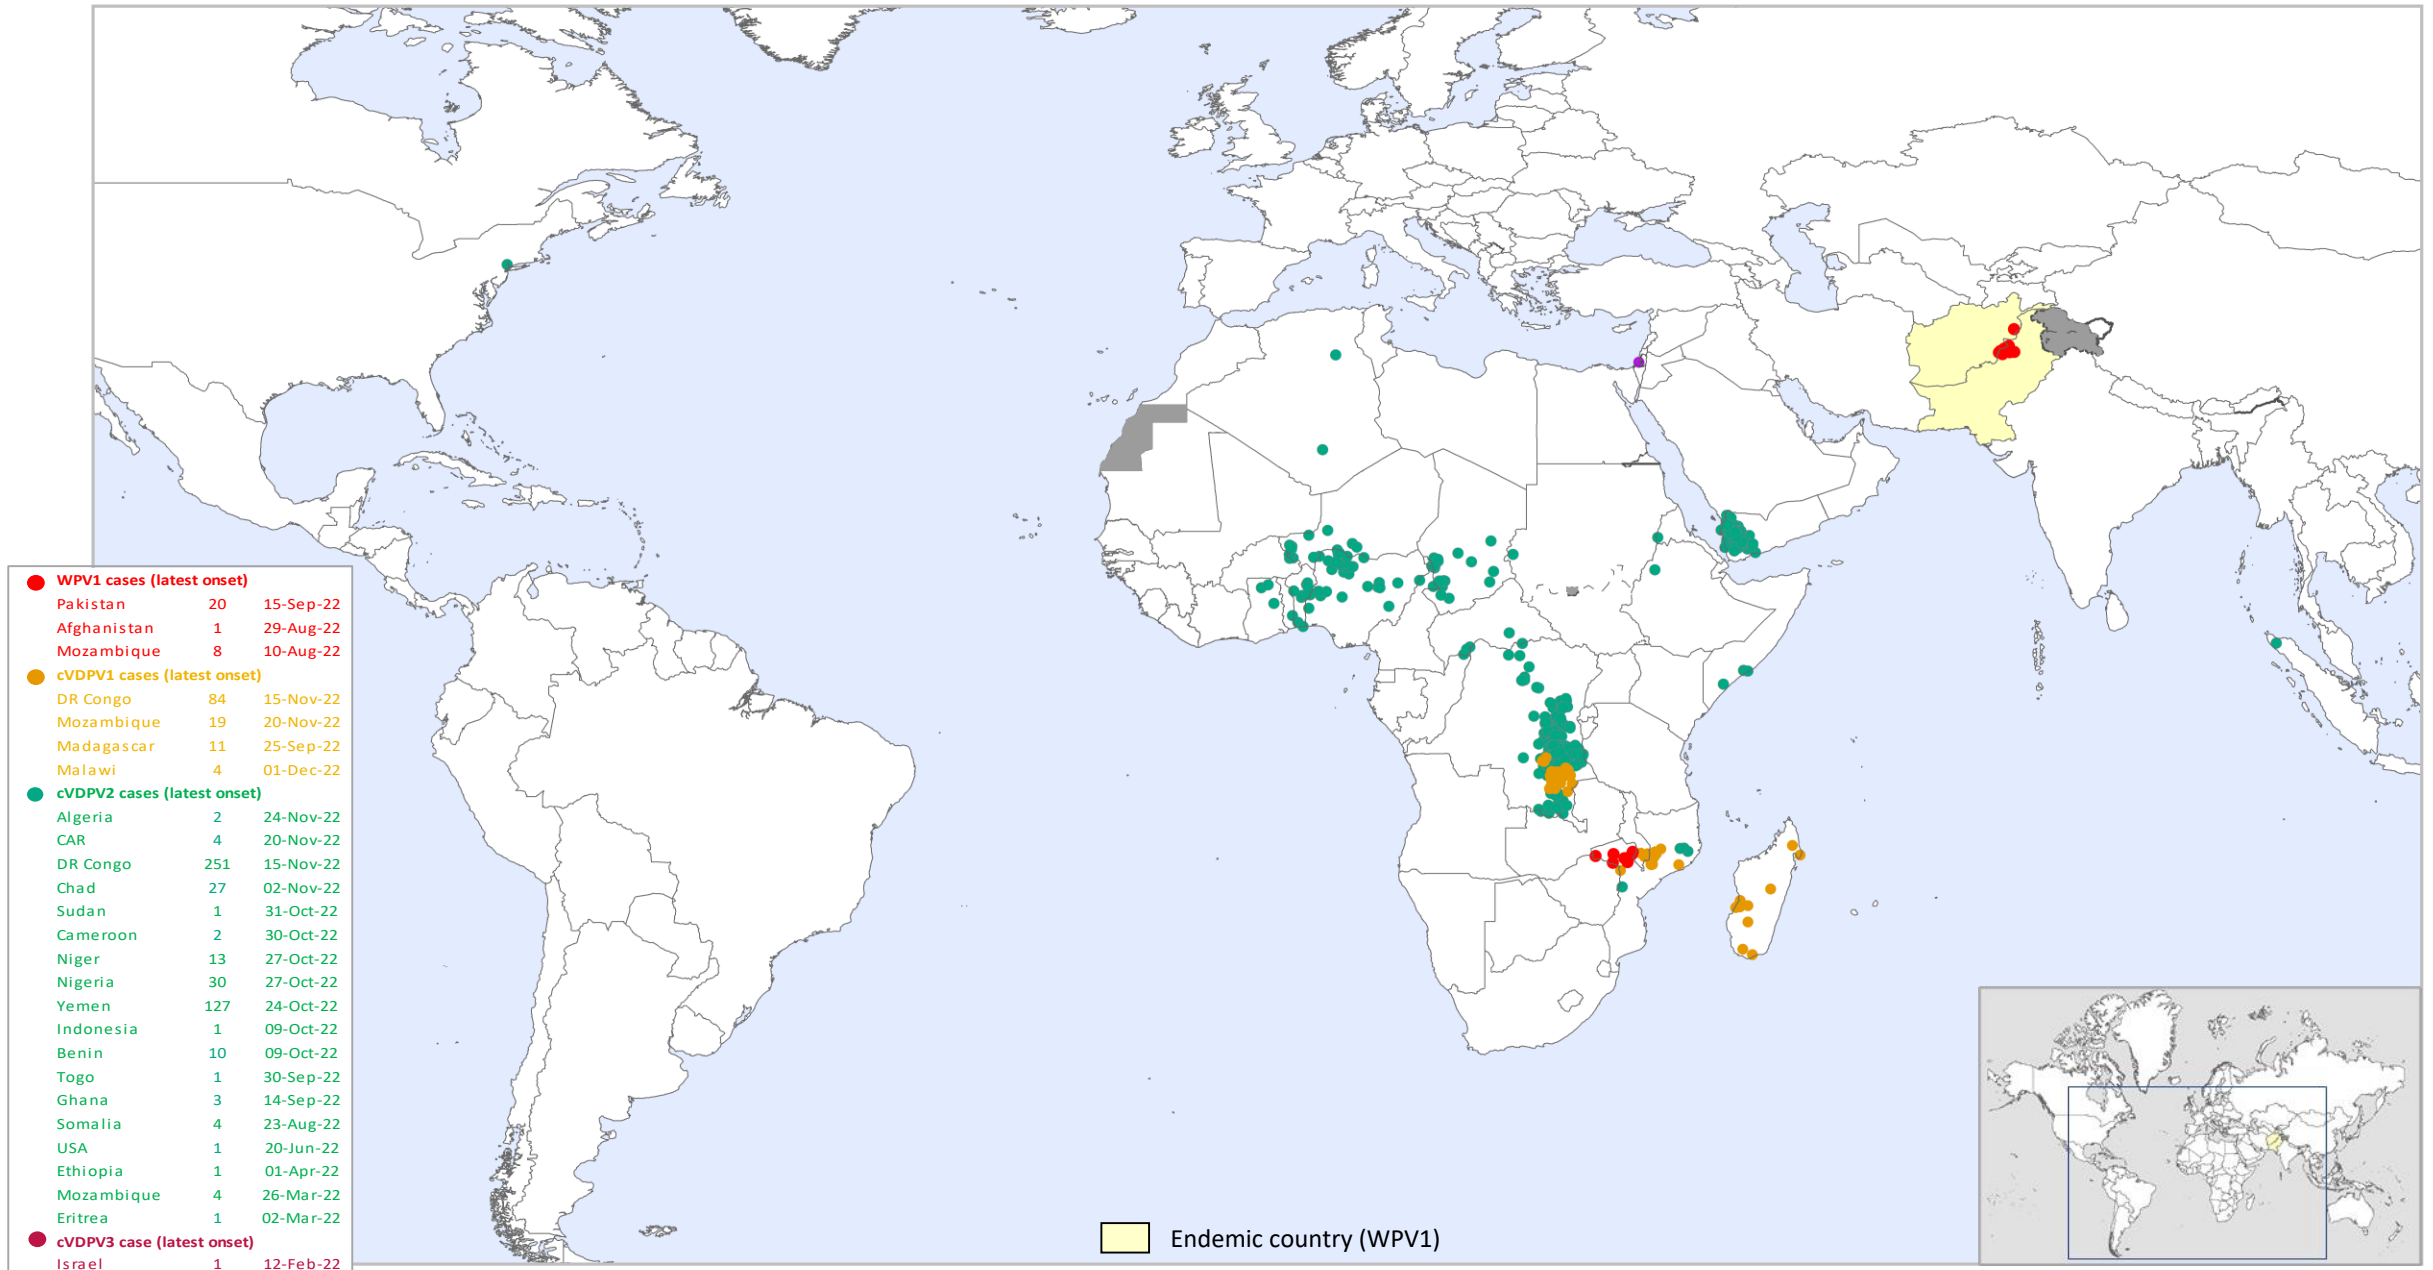 WPV1 cases (latest onset)
Pakistan 20 15-Sep-22
Afghanistan 1 29-Aug-22
Mozambique 8 10-Aug-22
cVDPV1 cases (latest onset)
DR Congo 84 15-Nov-22
Mozambique 19 20-Nov-22
Madagascar 11 25-Sep-22
Malawi 4 01-Dec-22
cVDPV2 cases (latest onset)
Algeria 2 24-Nov-22
CAR 4 20-Nov-22
DR Congo 251 15-Nov-22
Chad 27 02-Nov-22
Sudan 1 31-Oct-22
Cameroon 2 30-Oct-22
Niger 13 27-Oct-22
Nigeria 30 27-Oct-22
Yemen 127 24-Oct-22
Indonesia 1 09-Oct-22
Benin 10 09-Oct-22
Togo 1 30-Sep-22
Ghana 3 14-Sep-22
Somalia 4 23-Aug-22
USA 1 20-Jun-22
Ethiopia 1 01-Apr-22
Mozambique 4 26-Mar-22
Eritrea 1 02-Mar-22
cVDPV3 case (latest onset)
Israel 1 12-Feb-22
Endemic country (WPV1)